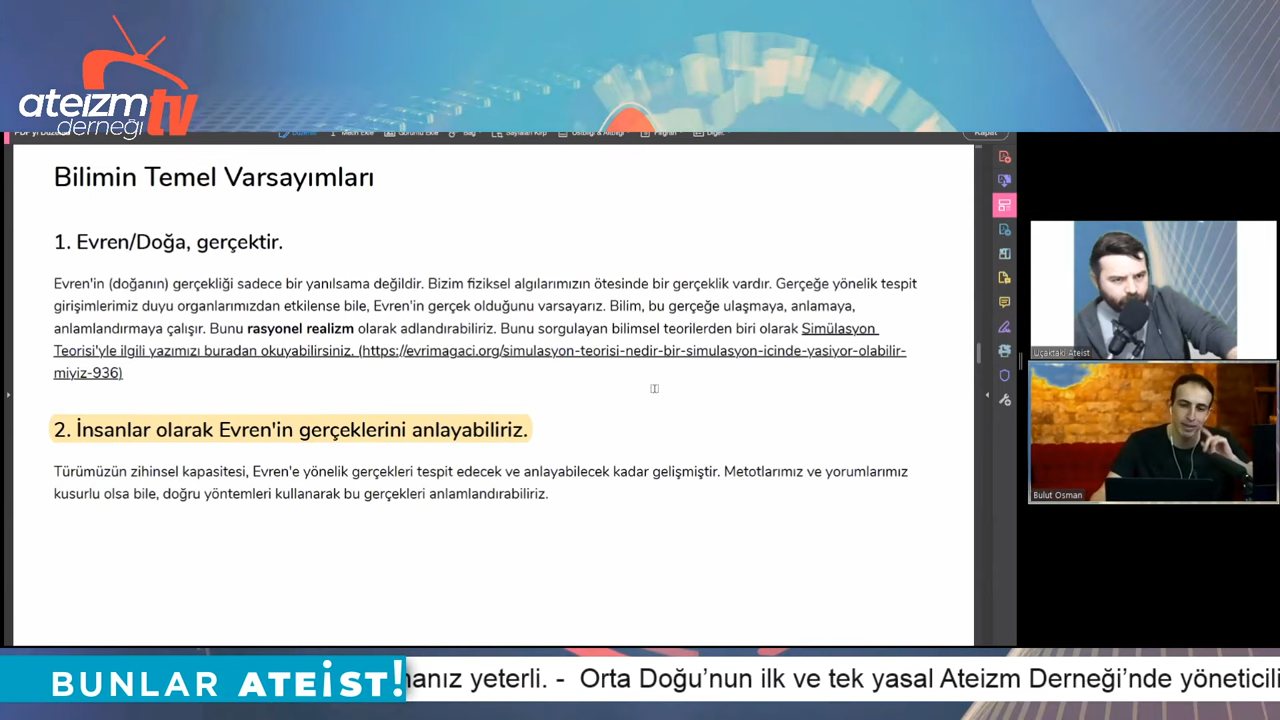 ateizm tv
derneği
Kapat
Bilimin Temel Varsayımları
1. Evren/Doğa, gerçektir.
Evren'in (doğanın) gerçekliği sadece bir yanılsama değildir. Bizim fiziksel algılarımızın ötesinde bir gerçeklik vardır. Gerçeğe yönelik tespit
girişimlerimiz duyu organlarımızdan etkilense bile, Evren'in gerçek olduğunu varsayarız. Bilim, bu gerçeğe ulaşmaya, anlamaya,
anlamlandırmaya çalışır. Bunu rasyonel realizm olarak adlandırabiliriz. Bunu sorgulayan bilimsel teorilerden biri olarak Simülasyon
Teorisi'yle ilgili yazımızı buradan okuyabilirsiniz. (https://evrimagaci.org/simulasyon-teorisi-nedir-bir-simulasyon-icinde-yasiyor-olabilir-
miyiz-936)
2. İnsanlar olarak Evren'in gerçeklerini anlayabiliriz.
Türümüzün zihinsel kapasitesi, Evren'e yönelik gerçekleri tespit edecek ve anlayabilecek kadar gelişmiştir. Metotlarımız ve yorumlarımız
kusurlu olsa bile, doğru yöntemleri kullanarak bu gerçekleri anlamlandırabiliriz.
Uçaktaki Ateist
Bulut Osman
BUNLAR ATEİST!
yeterli. - Orta Doğu'nun ilk ve tek yasal Ateizm Derneği'nde yöneticili